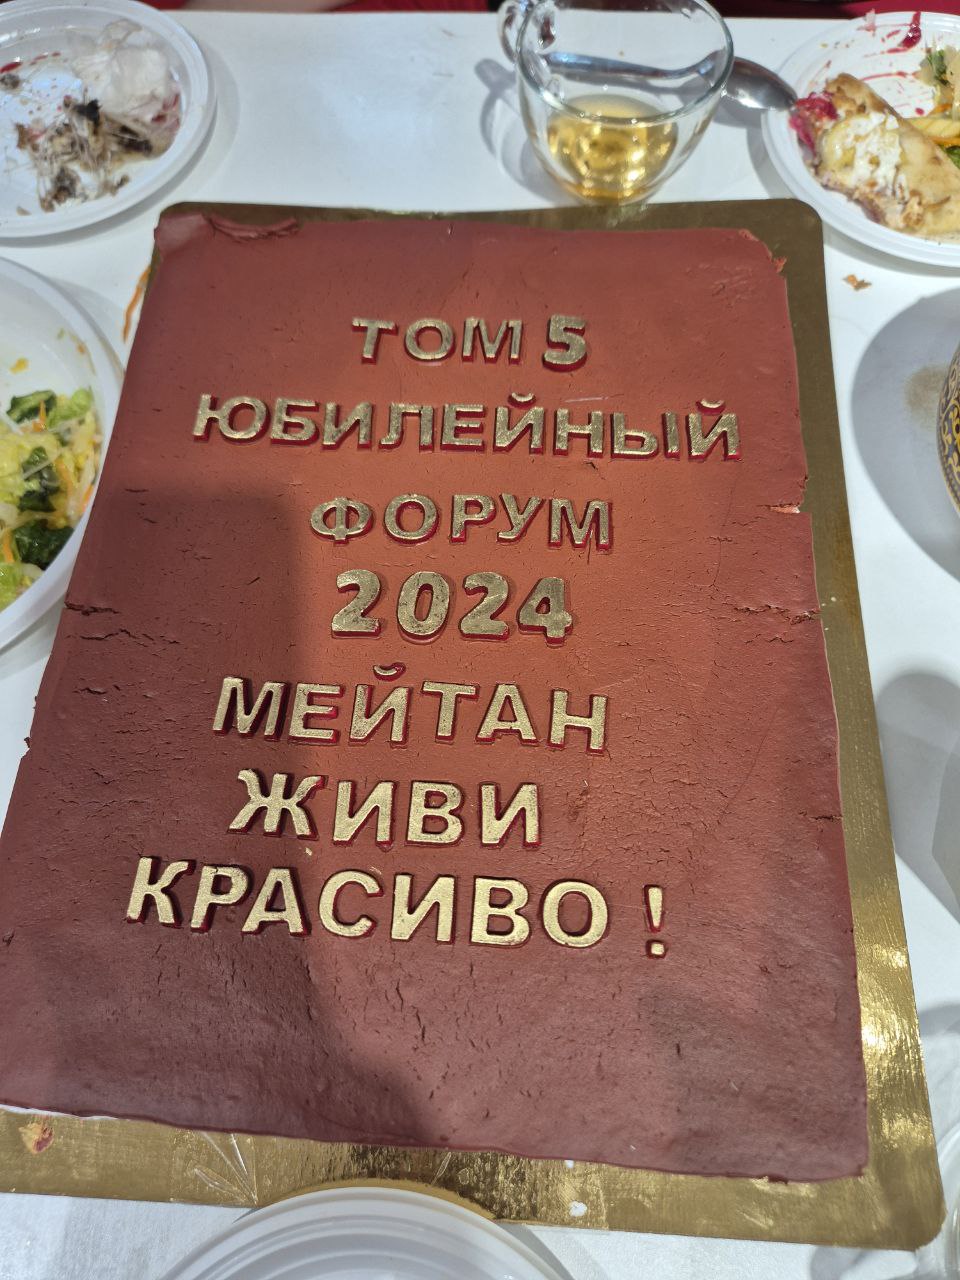 ТОМ 5
ЮБИЛЕЙНЫЙ
ФОРУМ
2024
МЕЙТАН
ЖИВИ
КРАСИВО !